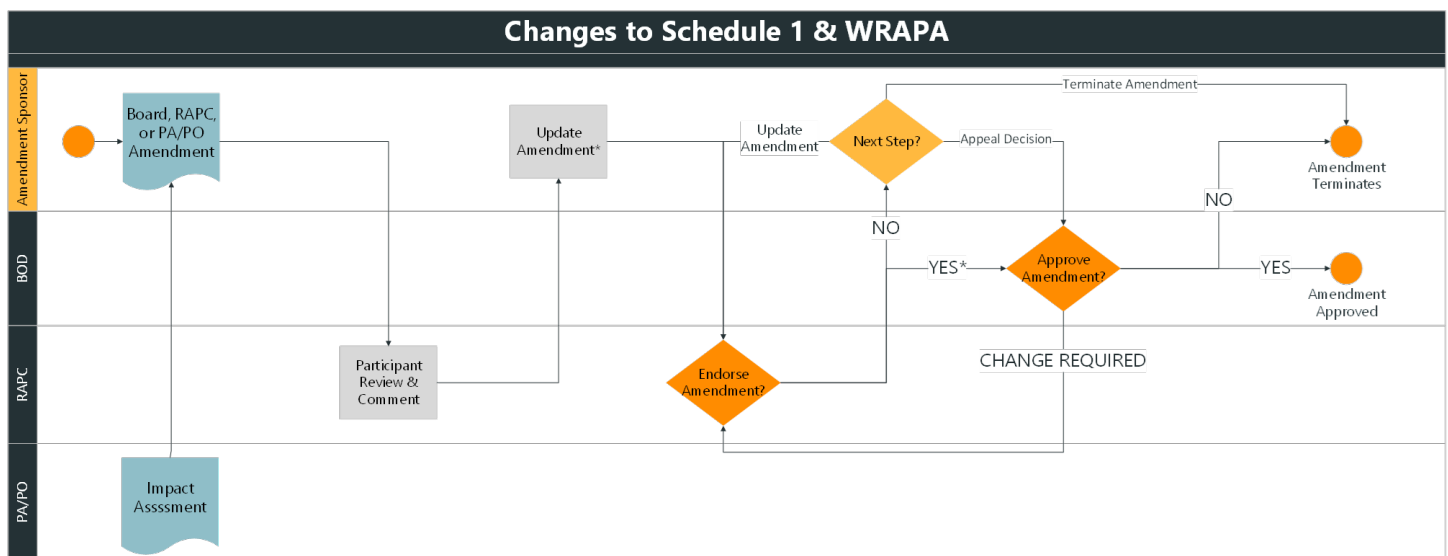 Changes to Schedule 1 & WRAPA
Amendment Sponsor
Board, RAPC,
or PA/PO
Amendment
Update
Amendment*
Update
Amendment
Next Step?
Terminate Amendment
Appeal Decision
Amendment
Terminates
NO
NO
BOD
YES*
Approve
Amendment?
YES
Amendment
Approved
RAPC
Participant
Review &
Comment
Endorse
Amendment?
CHANGE REQUIRED
PA/PO
Impact
Asssssment